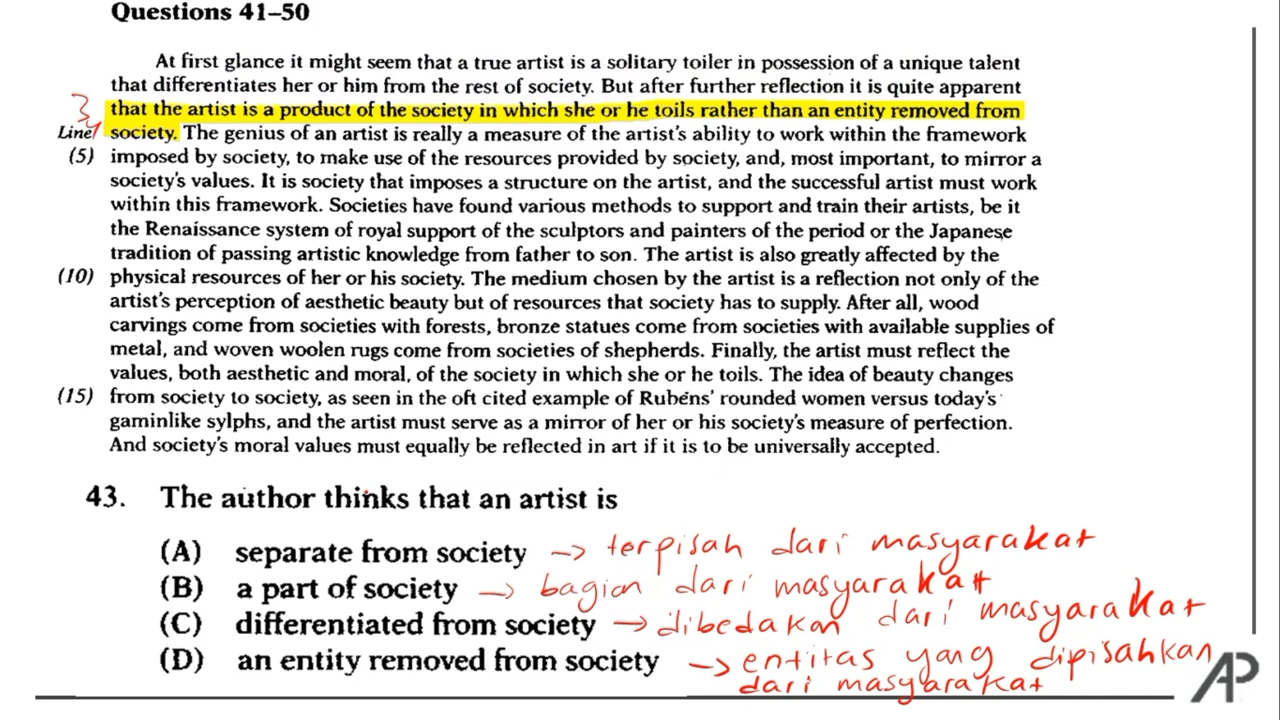 Questions 41–50
At first glance it might seem that a true artist is a solitary toiler in possession of a unique talent
that differentiates her or him from the rest of society. But after further reflection it is quite apparent
that the artist is a product of the society in which she or he toils rather than an entity removed from
Line society. The genius of an artist is really a measure of the artist's ability to work within the framework
(5) imposed by society, to make use of the resources provided by society, and, most important, to mirror a
society's values. It is society that imposes a structure on the artist, and the successful artist must work
within this framework. Societies have found various methods to support and train their artists, be it
the Renaissance system of royal support of the sculptors and painters of the period or the Japanese
tradition of passing artistic knowledge from father to son. The artist is also greatly affected by the
(10) physical resources of her or his society. The medium chosen by the artist is a reflection not only of the
artist's perception of aesthetic beauty but of resources that society has to supply. After all, wood
carvings come from societies with forests, bronze statues come from societies with available supplies of
metal, and woven woolen rugs come from societies of shepherds. Finally, the artist must reflect the
values, both aesthetic and moral, of the society in which she or he toils. The idea of beauty changes
(15) from society to society, as seen in the oft cited example of Rubens' rounded women versus today's
gaminlike sylphs, and the artist must serve as a mirror of her or his society's measure of perfection.
And society's moral values must equally be reflected in art if it is to be universally accepted.
43. The author thinks that an artist is
(A) separate from society → terpisah dari masyarakat
(B) a part of society → bagian dari masyarakat
(C) differentiated from society → dibedakan dari masyarakat
(D) an entity removed from society → entitas yang dipisahkan
dari masyarakat
AP